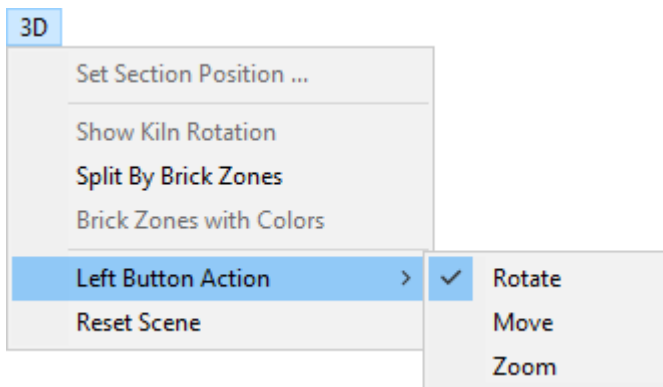 3D
Set Section Position ...
Show Kiln Rotation
Split By Brick Zones
Brick Zones with Colors
Left Button Action
Reset Scene
Rotate
Move
Zoom